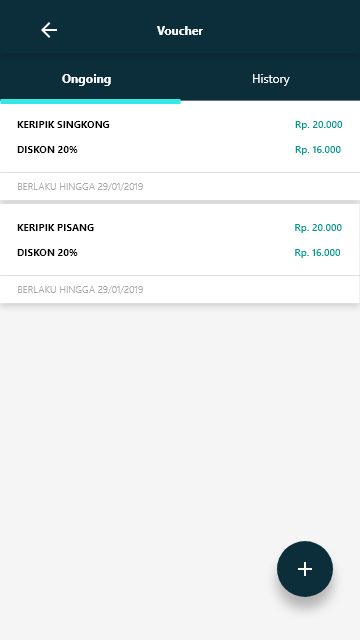 Voucher
Ongoing History
KERIPIK SINGKONG Rp. 20.000
DISKON 20% Rp. 16.000
BERLAKU HINGGA 29/01/2019
KERIPIK PISANG Rp. 20.000
DISKON 20% Rp. 16.000
BERLAKU HINGGA 29/01/2019